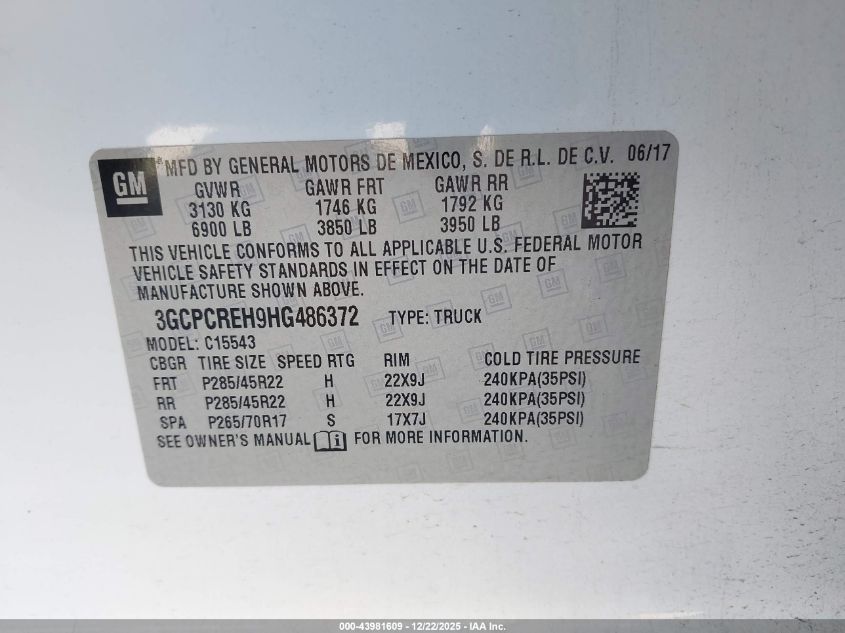 GM
MFD BY GENERAL MOTORS DE MEXICO, S. DE R.L. DE C.V. 06/17
GVWR GAWR FRT GAWR RR
3130 KG 1746 KG 1792 KG
6900 LB 3850 LB 3950 LB
THIS VEHICLE CONFORMS TO ALL APPLICABLE U.S. FEDERAL MOTOR
VEHICLE SAFETY STANDARDS IN EFFECT ON THE DATE OF
MANUFACTURE SHOWN ABOVE.
3GCPCREH9HG486372 TYPE: TRUCK
MODEL: C15543
CBGR TIRE SIZE SPEED RTG RIM COLD TIRE PRESSURE
FRT P285/45R22 H 22X9J 240KPA(35PSI)
RR P285/45R22 H 22X9J 240KPA(35PSI)
SPA P265/70R17 S 17X7J 240KPA(35PSI)
SEE OWNER'S MANUAL FOR MORE INFORMATION.
000-43981609 - 12/22/2025 - IAA Inc.